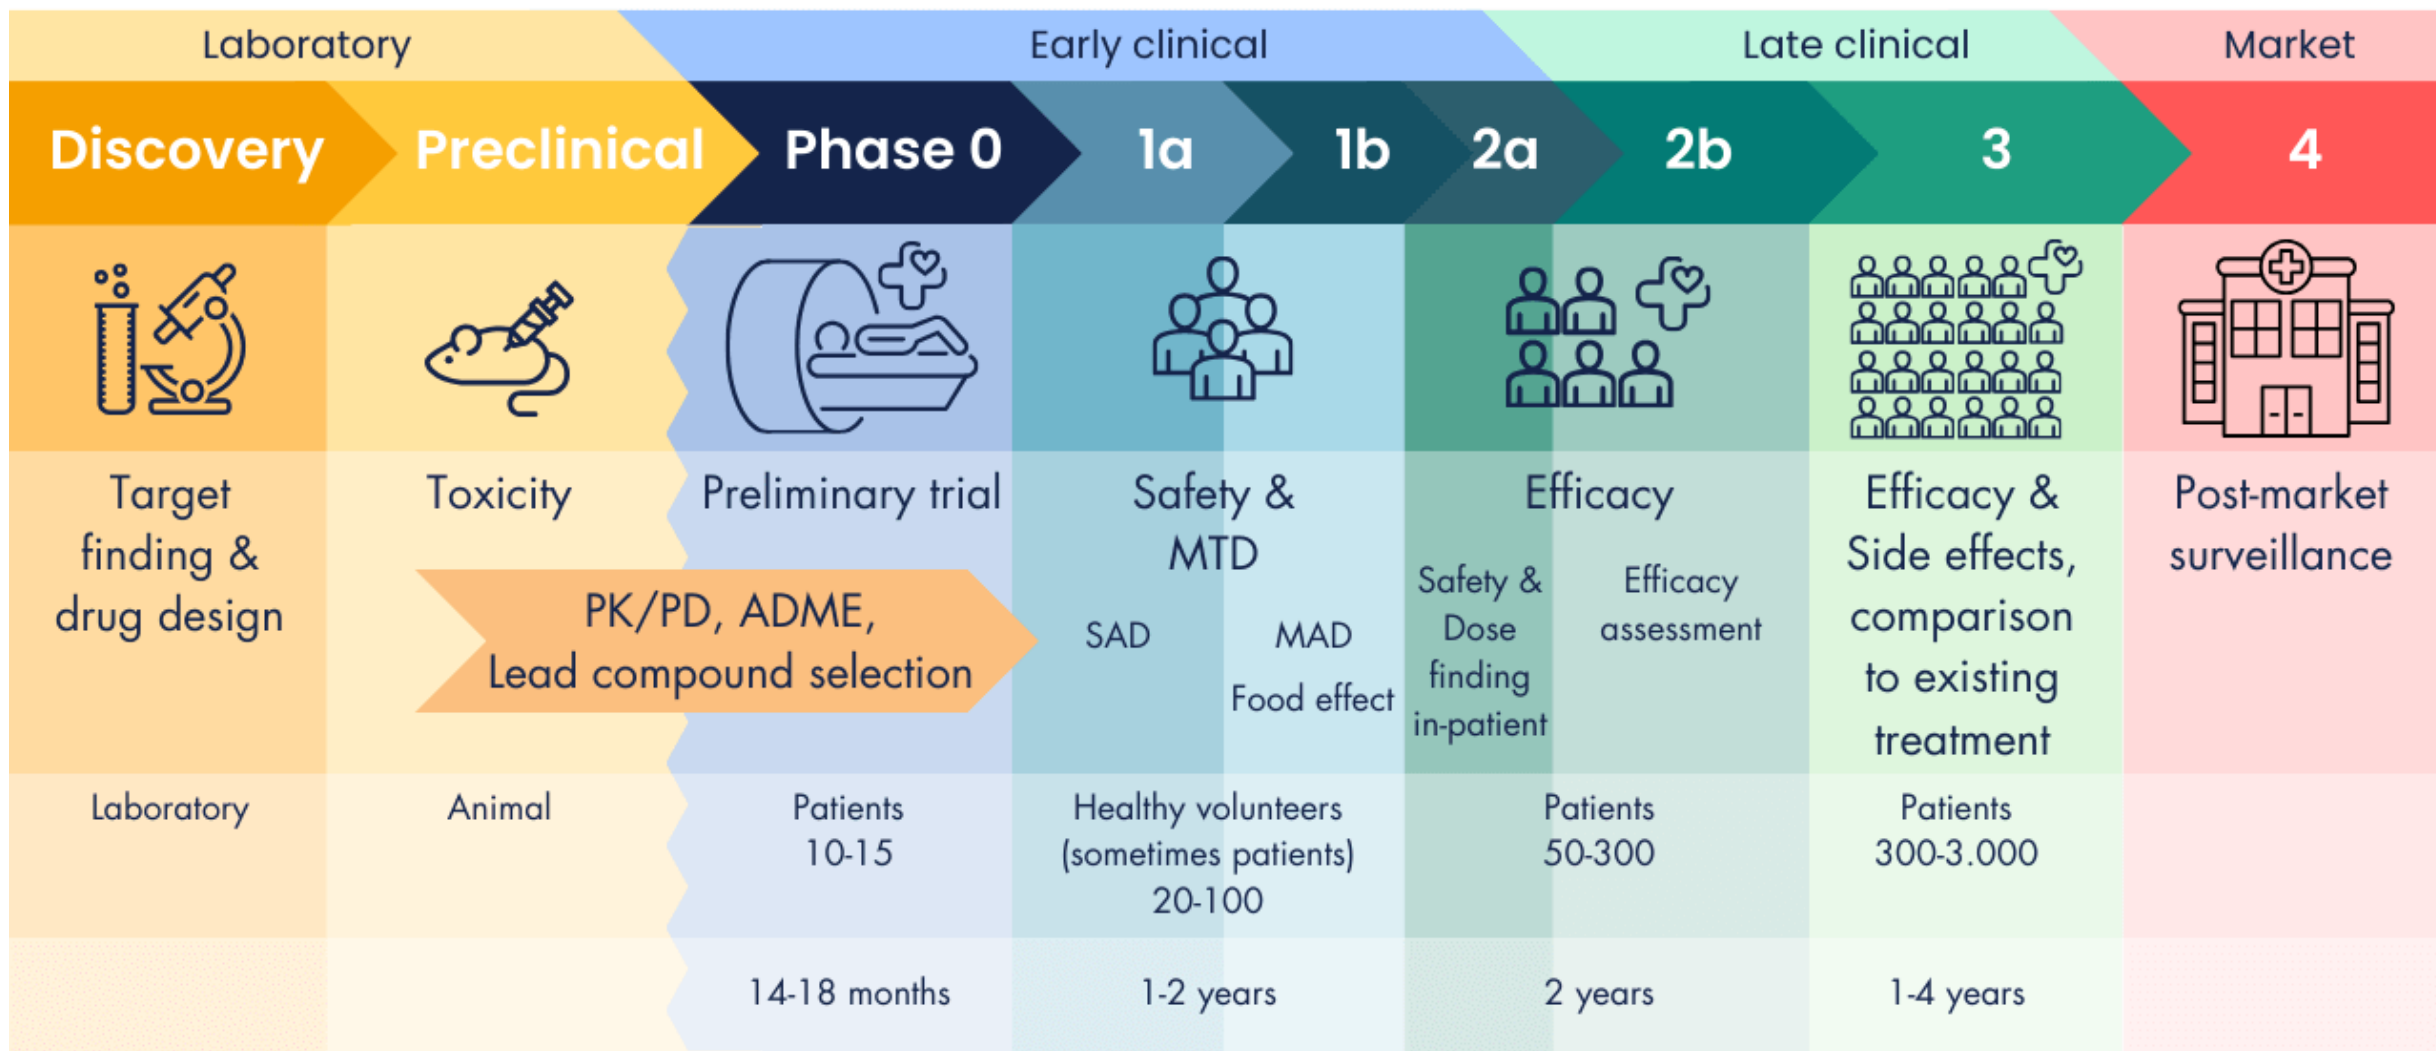 Laboratory
Early clinical
Late clinical
Market
Discovery
Preclinical
Phase 0
1a
1b
2a
2b
3
4
Target
finding &
drug design
Toxicity
Preliminary trial
PK/PD, ADME,
Lead compound selection
Safety &
MTD
SAD
MAD
Food effect
Efficacy
Safety &
Dose
finding
in-patient
Efficacy
assessment
Efficacy &
Side effects,
comparison
to existing
treatment
Post-market
surveillance
Laboratory
Animal
Patients
10-15
Healthy volunteers
(sometimes patients)
20-100
Patients
50-300
Patients
300-3.000
14-18 months
1-2 years
2 years
1-4 years